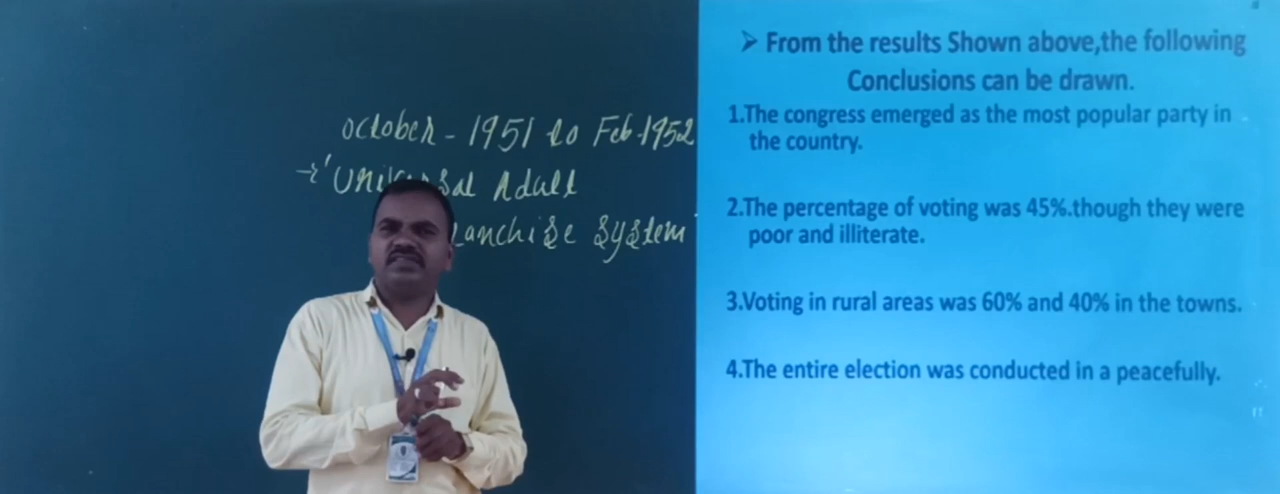 October - 1951 to Feb-1952
→ Universal Adult
System
➤ From the results Shown above,the following
Conclusions can be drawn.
1.The congress emerged as the most popular party in
the country.
2.The percentage of voting was 45%.though they were
poor and illiterate.
3.Voting in rural areas was 60% and 40% in the towns.
4.The entire election was conducted in a peacefully.